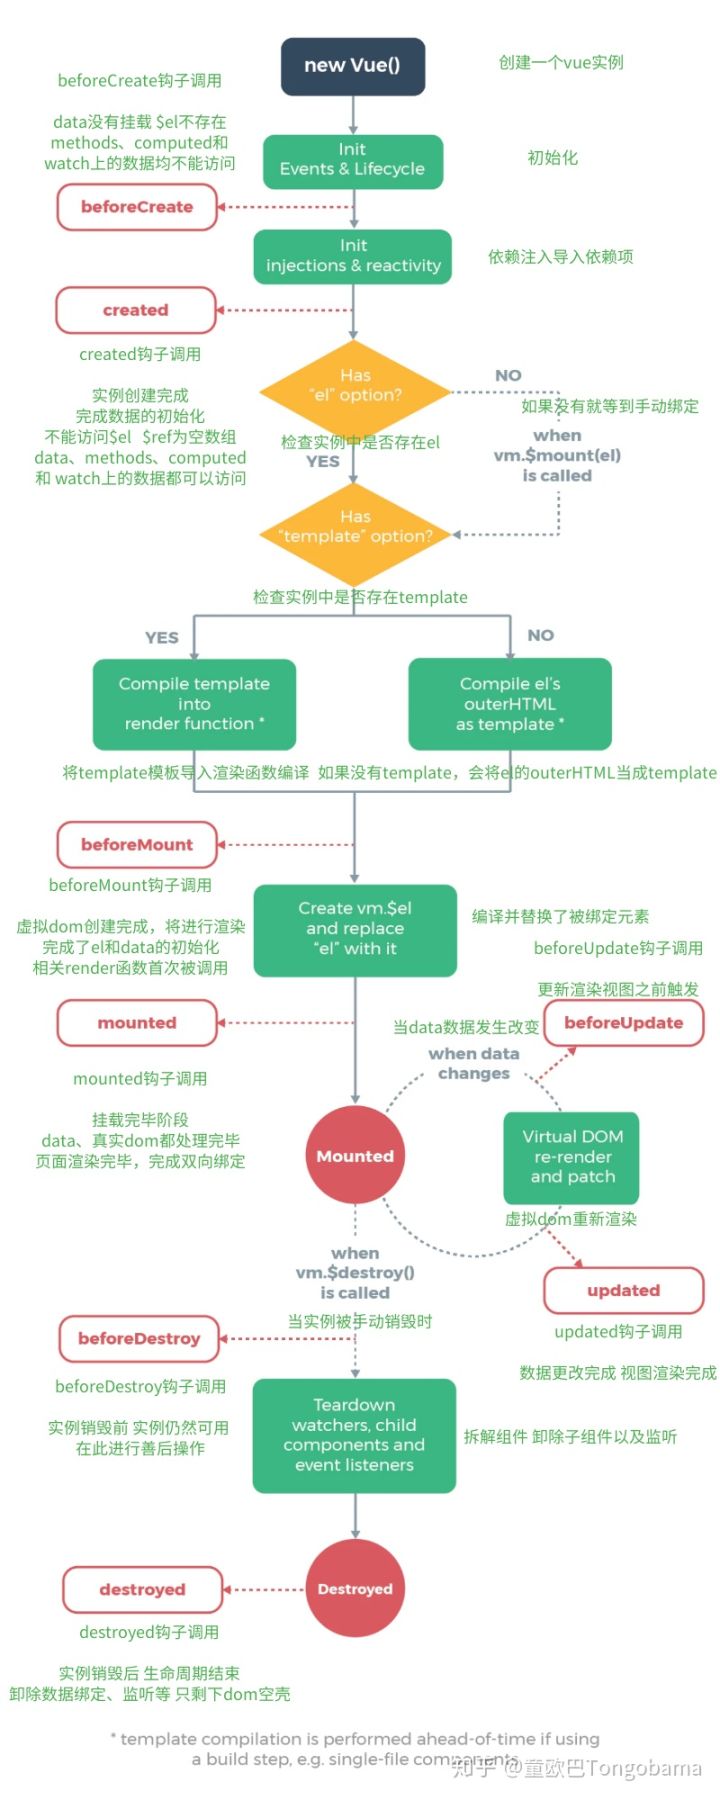 new Vue()
创建一个vue实例
beforeCreate钩子调用
data没有挂载 $el不存在
methods、computed和
watch上的数据均不能访问
Init
Events & Lifecycle
初始化
beforeCreate
Init
injections & reactivity
依赖注入导入依赖项
created
created钩子调用
实例创建完成
完成数据的初始化
不能访问$el $ref为空数组
data、methods、computed
和 watch上的数据都可以访问
Has
“el” option?
NO
如果没有就等到手动绑定
when
vm.$mount(el)
is called
检查实例中是否存在el
YES
Has
“template” option?
检查实例中是否存在template
YES
NO
Compile template
into
render function *
Compile el’s
outerHTML
as template *
将template模板导入渲染函数编译
如果没有template，会将el的outerHTML当成template
beforeMount
beforeMount钩子调用
虚拟dom创建完成，将进行渲染
完成了el和data的初始化
相关render函数首次被调用
Create vm.$el
and replace
“el” with it
编译并替换了被绑定元素
beforeUpdate钩子调用
更新渲染视图之前触发
mounted
beforeUpdate
当data数据发生改变
when data
changes
mounted钩子调用
挂载完毕阶段
data、真实dom都处理完毕
页面渲染完毕，完成双向绑定
Mounted
Virtual DOM
re-render
and patch
虚拟dom重新渲染
when
vm.$destroy()
is called
updated
updated钩子调用
数据更改完成 视图渲染完成
当实例被手动销毁时
beforeDestroy
beforeDestroy钩子调用
实例销毁前 实例仍然可用
在此进行善后操作
Teardown
watchers, child
components and
event listeners
拆解组件 卸除子组件以及监听
destroyed
Destroyed
destroyed钩子调用
实例销毁后 生命周期结束
卸除数据绑定、监听等 只剩下dom空壳
* template compilation is performed ahead-of-time if using
a build step, e.g. single-file components
知乎 @童欧巴Tongobama